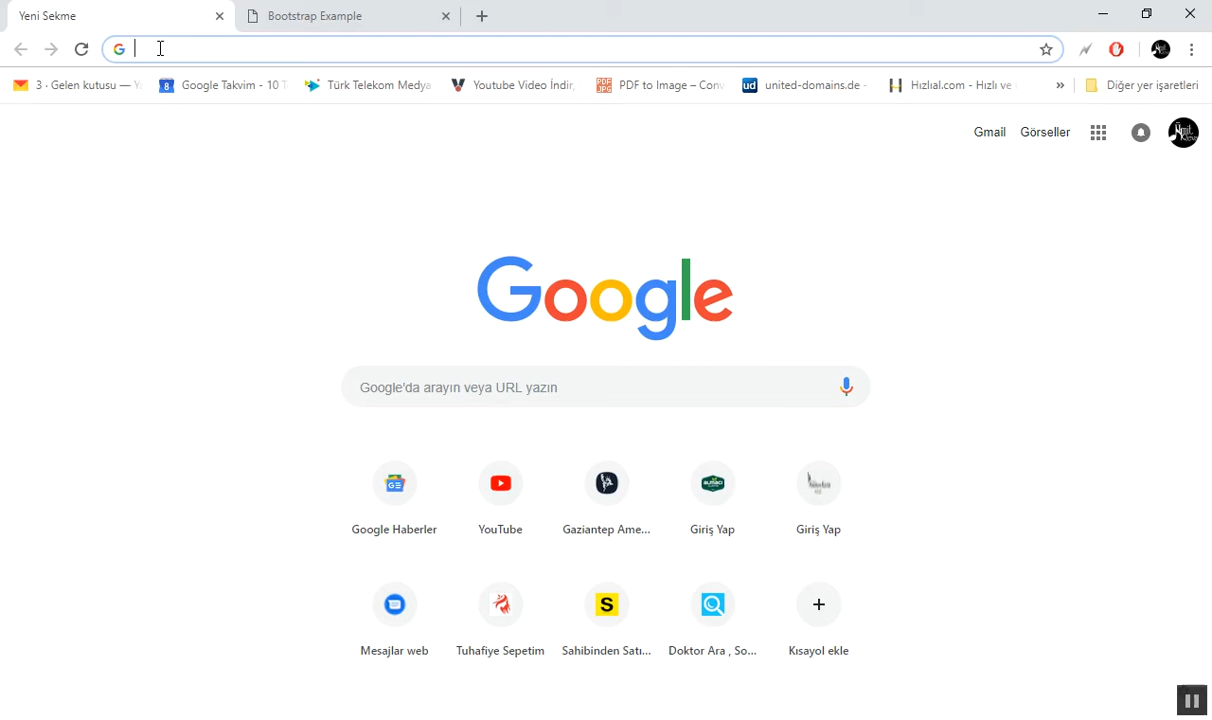 Yeni Sekme
Bootstrap Example
3 - Gelen kutusu — Ya
Google Takvim - 10 T
Türk Telekom Medya
Youtube Video İndir,
PDF to Image – Conv
united-domains.de -
Hızlıal.com - Hızlı ve
Diğer yer işaretleri
Gmail
Görseller
Google
Google'da arayın veya URL yazın
Google Haberler
YouTube
Gaziantep Ame...
Giriş Yap
Giriş Yap
Mesajlar web
Tuhafiye Sepetim
Sahibinden Satı...
Doktor Ara , So...
Kısayol ekle